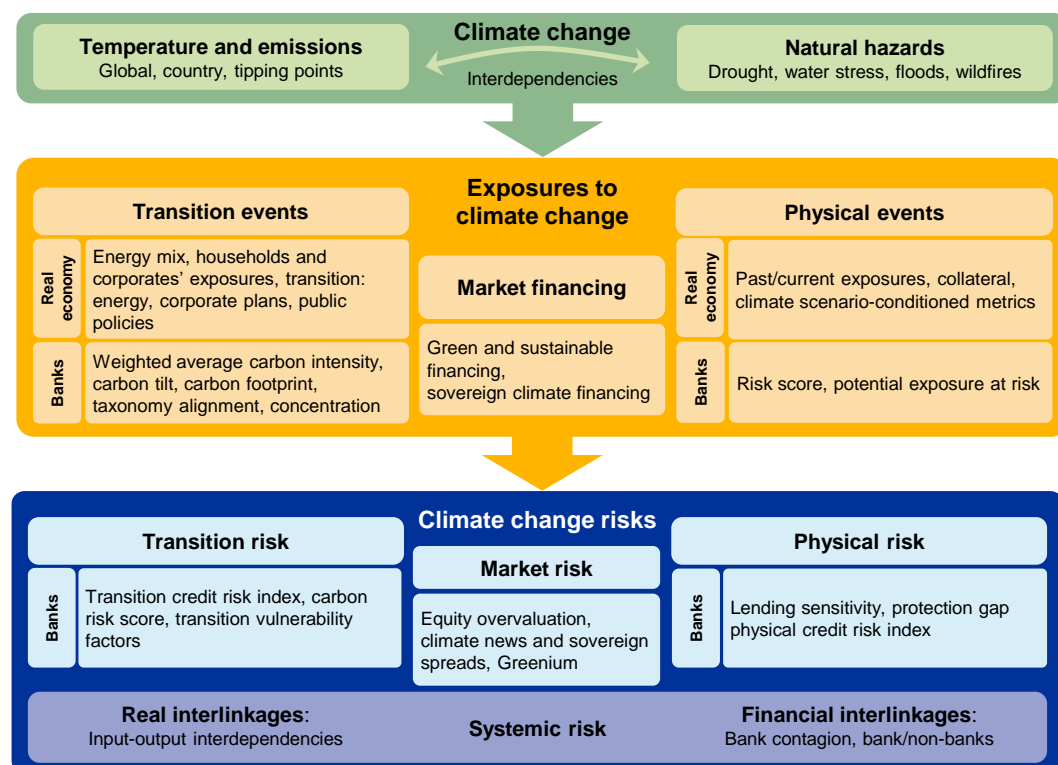 Climate change
Temperature and emissions
Global, country, tipping points
Interdependencies
Natural hazards
Drought, water stress, floods, wildfires
Exposures to
climate change
Transition events
Real
economy
Energy mix, households and
corporates’ exposures, transition:
energy, corporate plans, public
policies
Banks
Weighted average carbon intensity,
carbon tilt, carbon footprint,
taxonomy alignment, concentration
Market financing
Green and sustainable
financing,
sovereign climate financing
Physical events
Real
economy
Past/current exposures, collateral,
climate scenario-conditioned metrics
Banks
Risk score, potential exposure at risk
Climate change risks
Transition risk
Banks
Transition credit risk index, carbon
risk score, transition vulnerability
factors
Market risk
Equity overvaluation,
climate news and sovereign
spreads, Greenium
Physical risk
Banks
Lending sensitivity, protection gap
physical credit risk index
Real interlinkages:
Input-output interdependencies
Systemic risk
Financial interlinkages:
Bank contagion, bank/non-banks